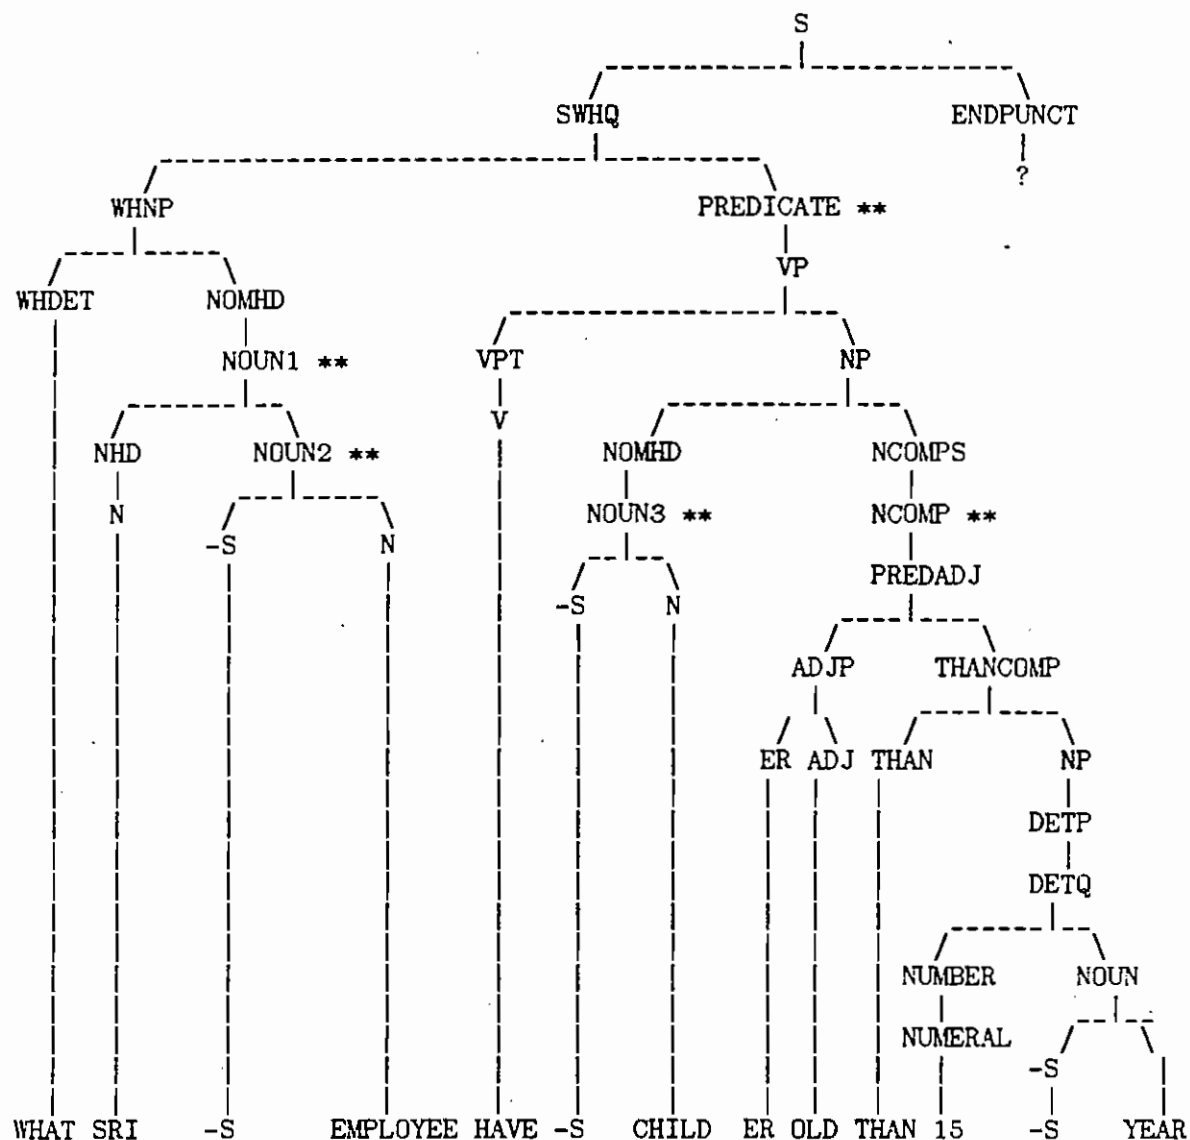 S
SWHQ ENDPUNCT
?
WHNP PREDICATE **
VP
WHDET NOMHD
NOUN1 ** VPT NP
V
NHD NOUN2 ** NOMHD NCOMPS
N NOUN3 ** NCOMP **
-S N
PREDADJ
-S N
ADJP THANCOMP
ER ADJ THAN NP
DETP
DETQ
NUMBER NOUN
NUMERAL
-S
WHAT SRI -S EMPLOYEE HAVE -S CHILD ER OLD THAN 15 -S YEAR